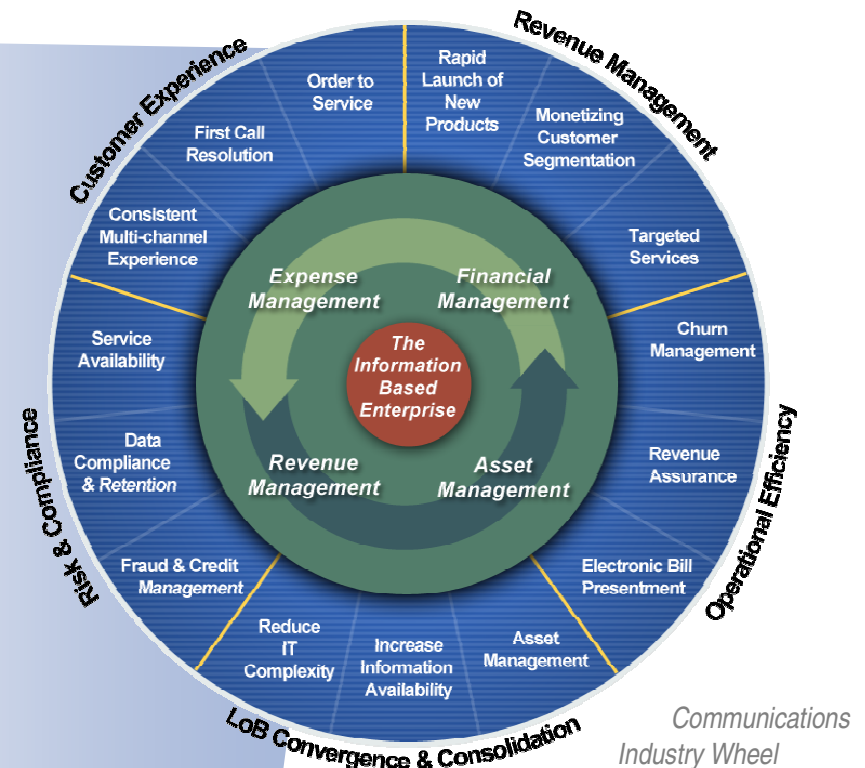 Customer Experience
Revenue Management
Order to
Service
Rapid
Launch of
New
Products
First Call
Resolution
Monetizing
Customer
Segmentation
Consistent
Multi-channel
Experience
Targeted
Services
Expense
Management
Financial
Management
Service
Availability
The
Information
Based
Enterprise
Churn
Management
Data
Compliance
& Retention
Revenue
Management
Asset
Management
Revenue
Assurance
Risk & Compliance
Operational Efficiency
Fraud & Credit
Management
Electronic Bill
Presentment
Reduce
IT
Complexity
Increase
Information
Availability
Asset
Management
LoB Convergence & Consolidation
Communications
Industry Wheel